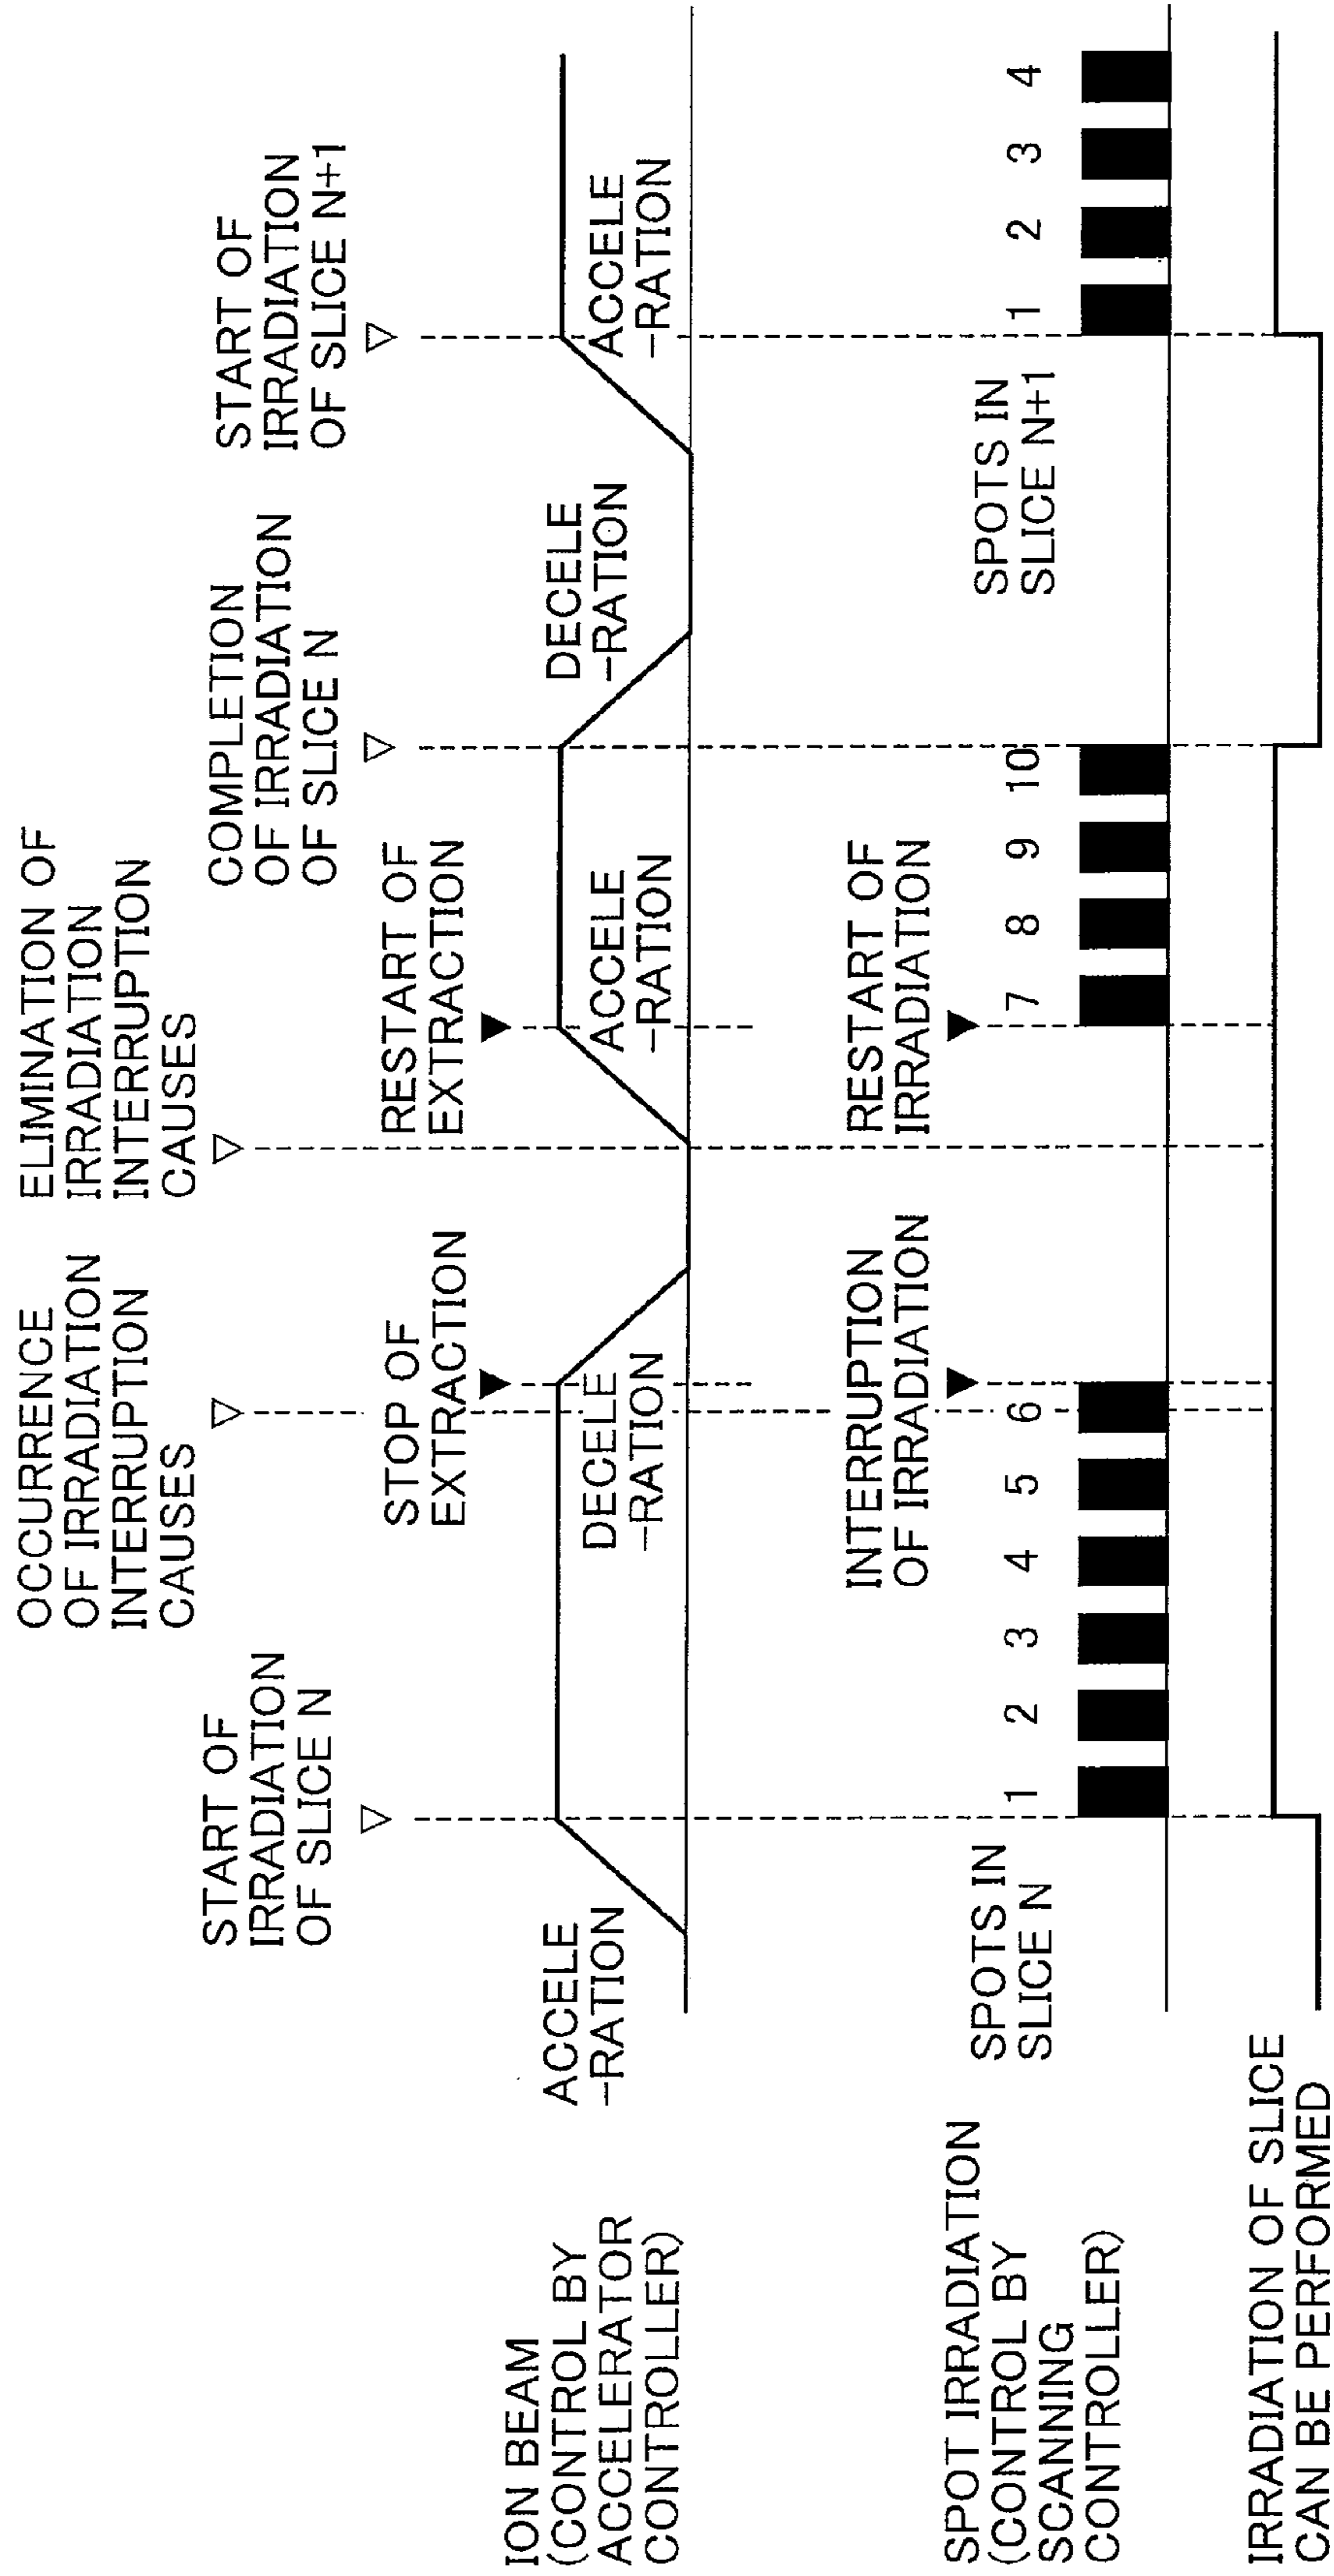 START OF
IRRADIATION
OF SLICE N
OCCURRENCE
OF IRRADIATION
INTERRUPTION
CAUSES
ELIMINATION OF
IRRADIATION
INTERRUPTION
CAUSES
COMPLETION
OF IRRADIATION
OF SLICE N
START OF
IRRADIATION
OF SLICE N+1
ION BEAM
(CONTROL BY
ACCELERATOR
CONTROLLER)
ACCELE
-RATION
STOP OF
EXTRACTION
DECELE
-RATION
RESTART OF
EXTRACTION
ACCELE
-RATION
DECELE
-RATION
ACCELE
-RATION
SPOT IRRADIATION
(CONTROL BY
SCANNING
CONTROLLER)
SPOTS IN
SLICE N
INTERRUPTION
OF IRRADIATION
RESTART OF
IRRADIATION
1 2 3 4 5 6 7 8 9 10
SPOTS IN
SLICE N+1
1 2 3 4
IRRADIATION OF SLICE
CAN BE PERFORMED